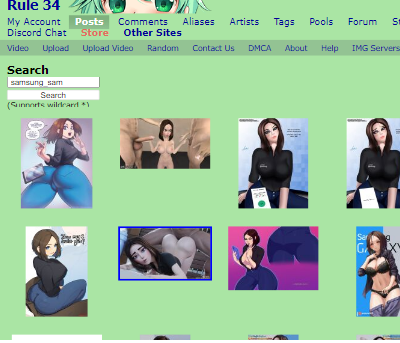 Rule 34
My Account Posts Comments Aliases Artists Tags Pools Forum
Discord Chat Store Other Sites
Video Upload Upload Video Random Contact Us DMCA About Help IMG Servers
Search
samsung_sam
Search
(Supports wildcard *)